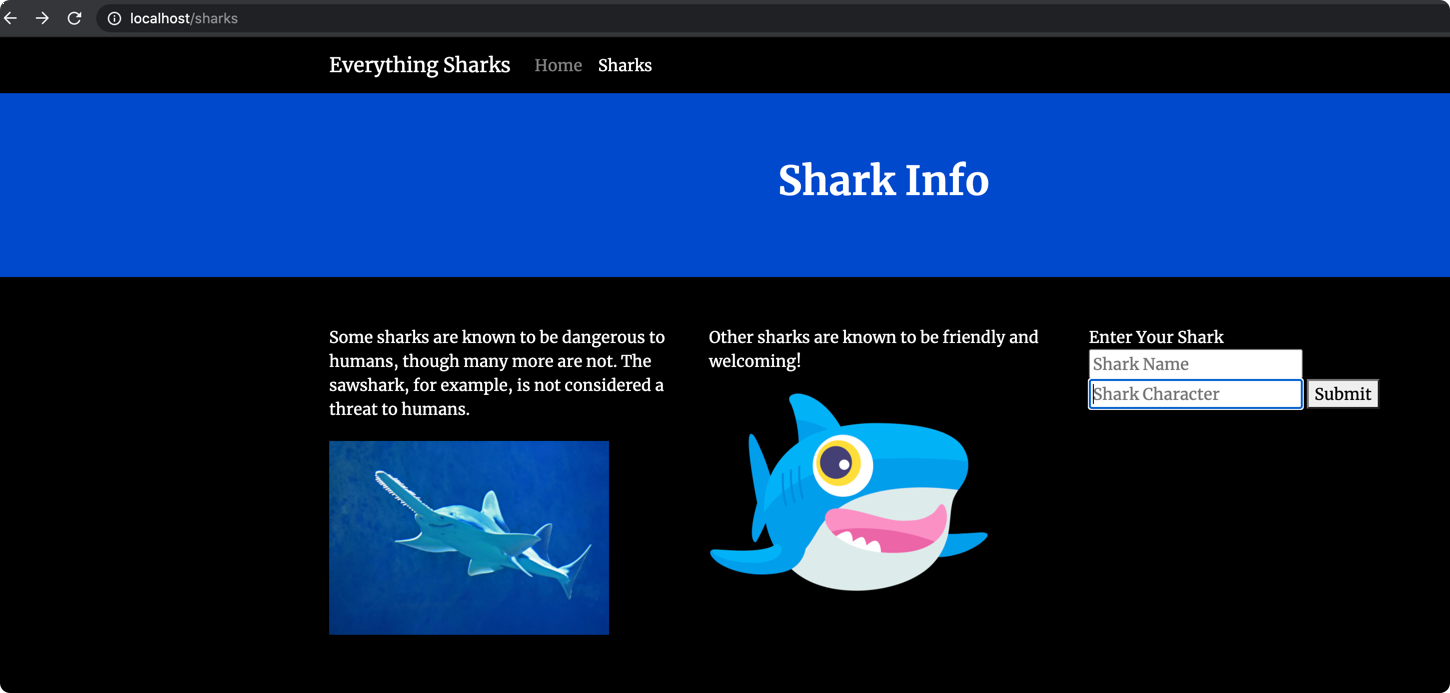 localhost/sharks
Everything Sharks Home Sharks
Shark Info
Some sharks are known to be dangerous to
humans, though many more are not. The
sawshark, for example, is not considered a
threat to humans.
Other sharks are known to be friendly and
welcoming!
Enter Your Shark
Shark Name
Shark Character Submit